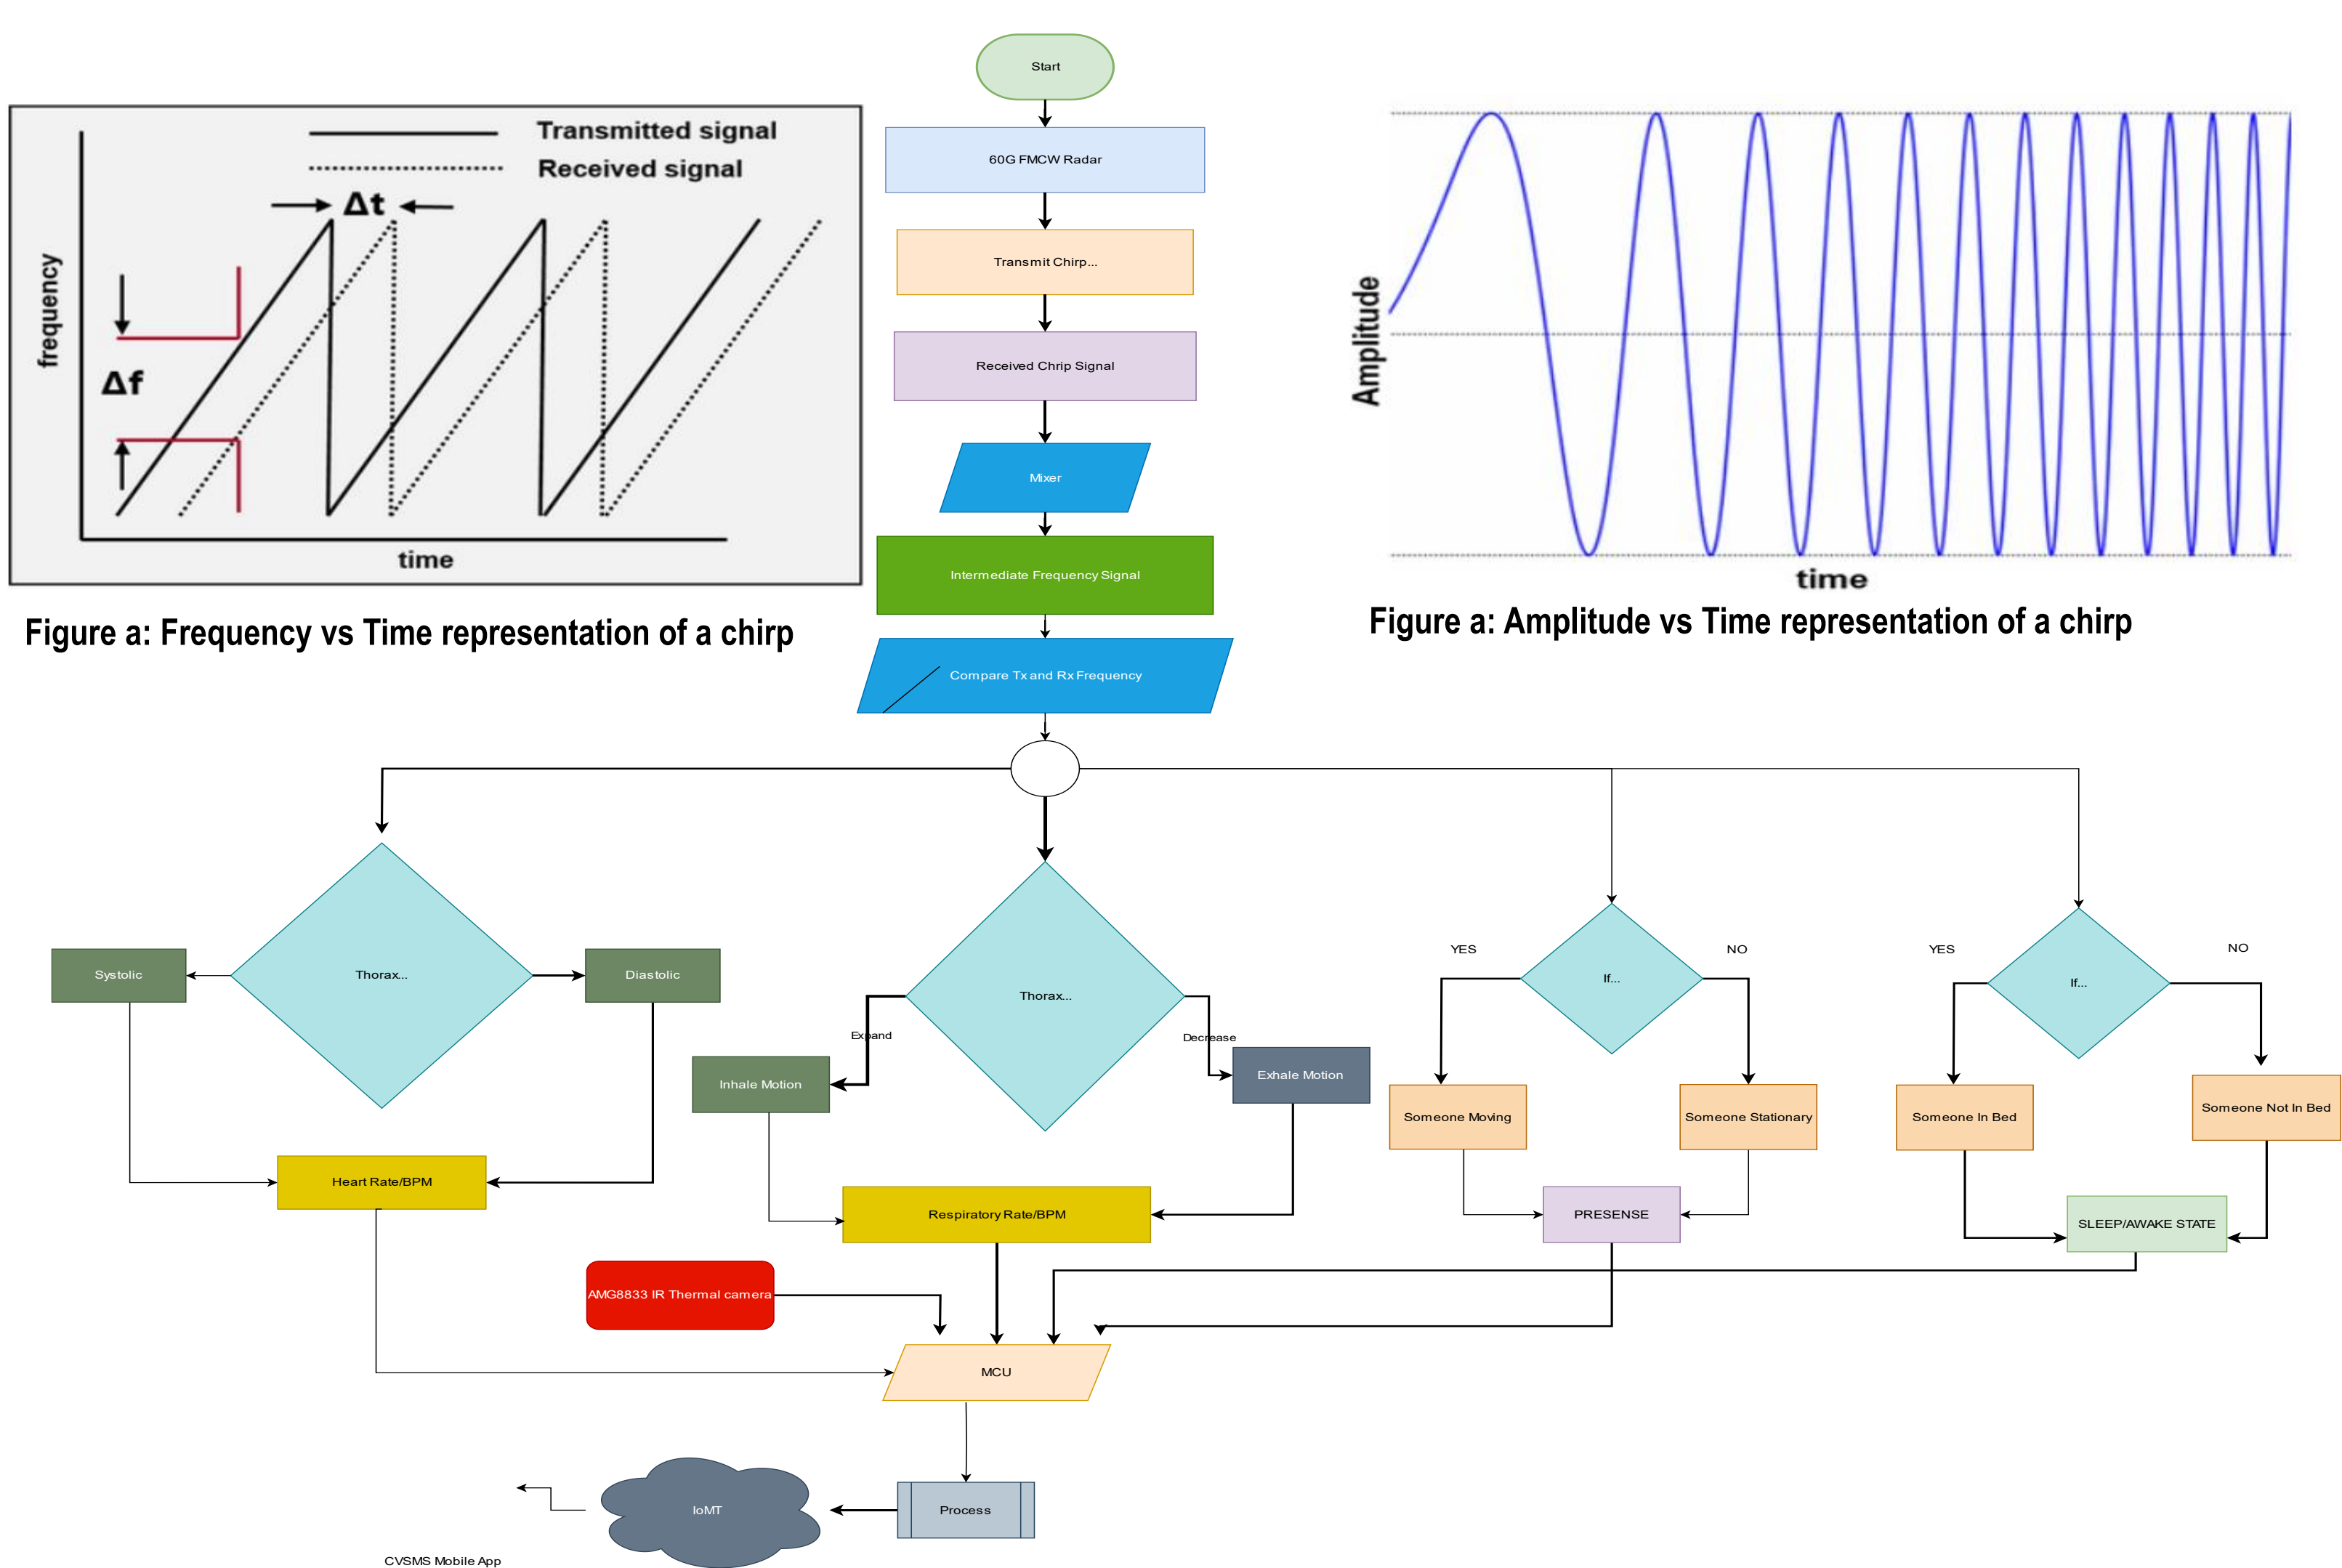 Start
60G FMCW Radar
Transmit Chirp...
Received Chrip Signal
Mixer
Intermediate Frequency Signal
Compare Tx and Rx Frequency
Transmitted signal
Received signal
Δt
frequency
Δf
time
Figure a: Frequency vs Time representation of a chirp
Amplitude
time
Figure a: Amplitude vs Time representation of a chirp
Systolic
Thorax...
Diastolic
Heart Rate/BPM
Thorax...
Expand
Decrease
Inhale Motion
Exhale Motion
Respiratory Rate/BPM
YES
If...
NO
Someone Moving
Someone Stationary
PRESENSE
YES
If...
NO
Someone In Bed
Someone Not In Bed
SLEEP/AWAKE STATE
AMG8833 IR Thermal camera
MCU
Process
IoMT
CVSMS Mobile App